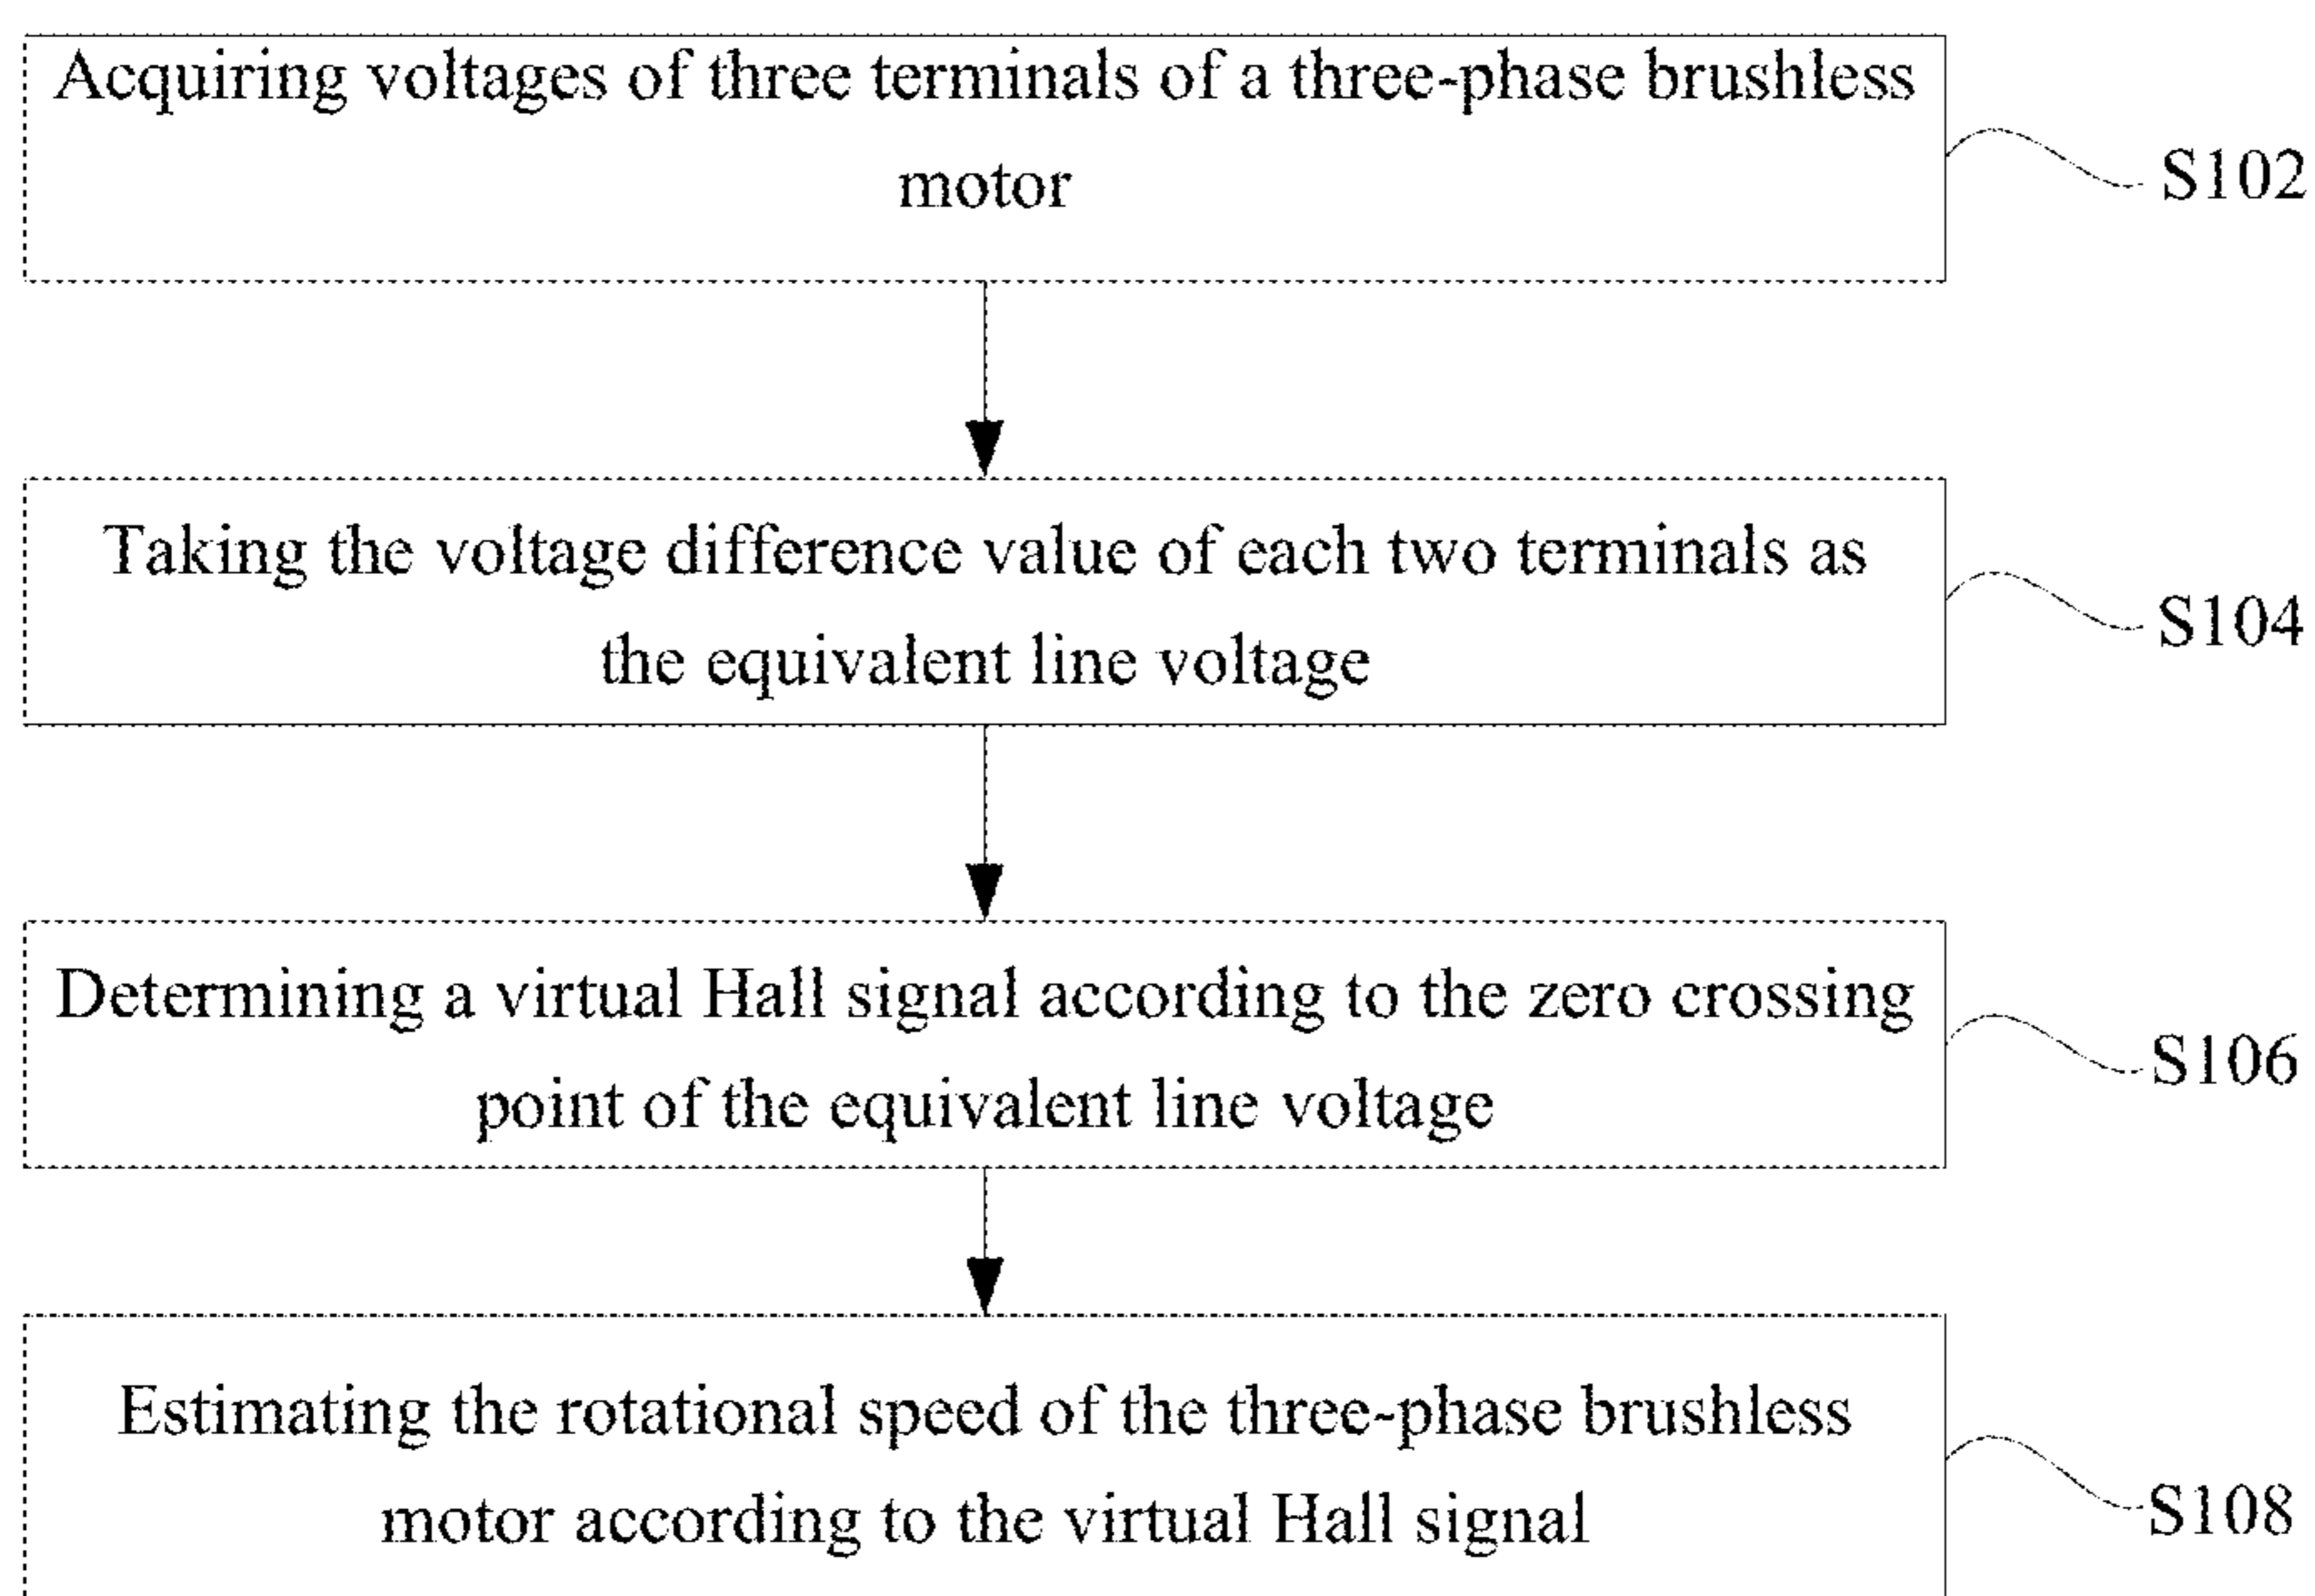 Acquiring voltages of three terminals of a three-phase brushless
motor
S102
Taking the voltage difference value of each two terminals as
the equivalent line voltage
S104
Determining a virtual Hall signal according to the zero crossing
point of the equivalent line voltage
S106
Estimating the rotational speed of the three-phase brushless
motor according to the virtual Hall signal
S108